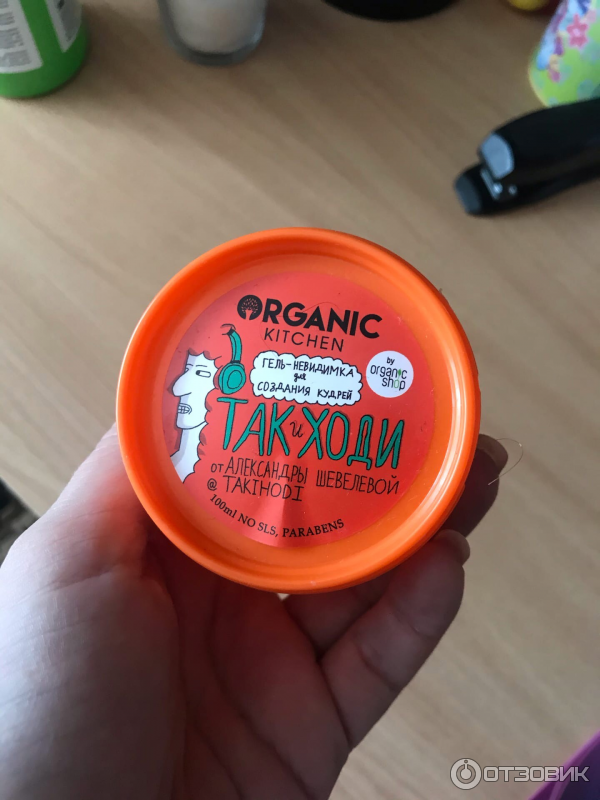 ORGANIC
KITCHEN
by
organic
shop
ГЕЛЬ-НЕВИДИМКА
для
СОЗДАНИЯ КУДРЕЙ
ТАК и ХОДИ
от АЛЕКСАНДРЫ ШЕВЕЛЕВОЙ
@ TAKIHODI
100ml NO SLS, PARABENS
ОТЗОВИК